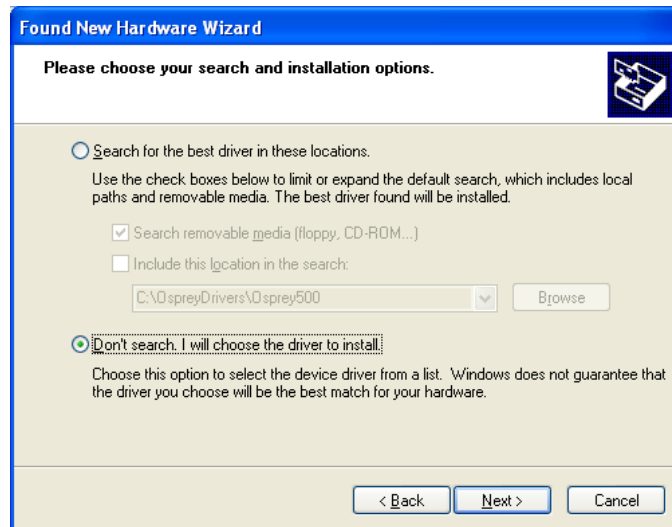 Found New Hardware Wizard
Please choose your search and installation options.
Search for the best driver in these locations.
Use the check boxes below to limit or expand the default search, which includes local
paths and removable media. The best driver found will be installed.
Search removable media (floppy, CD-ROM...)
Include this location in the search:
C:\OspreyDrivers\Osprey500
Browse
Don't search. I will choose the driver to install.
Choose this option to select the device driver from a list. Windows does not guarantee that
the driver you choose will be the best match for your hardware.
< Back
Next >
Cancel